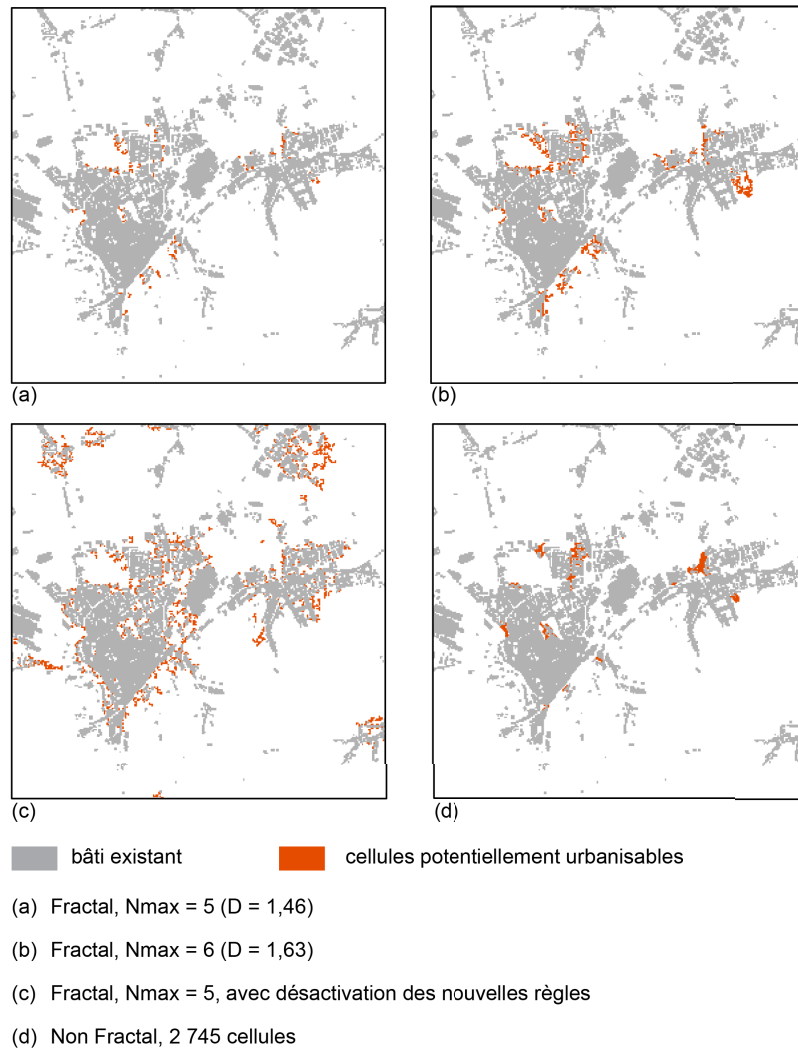 (a)
(b)
(c)
(d)
bâti existant
cellules potentiellement urbanisables
(a) Fractal, Nmax = 5 (D = 1,46)
(b) Fractal, Nmax = 6 (D = 1,63)
(c) Fractal, Nmax = 5, avec désactivation des nouvelles règles
(d) Non Fractal, 2 745 cellules